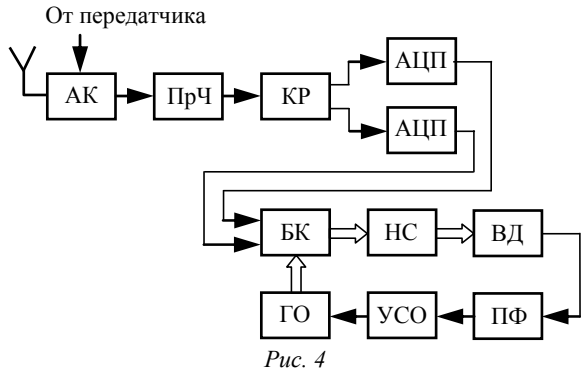 От передатчика
АЦП
АК ПрЧ КР
АЦП
БК НС ВД
ГО УСО ПФ
Рис. 4